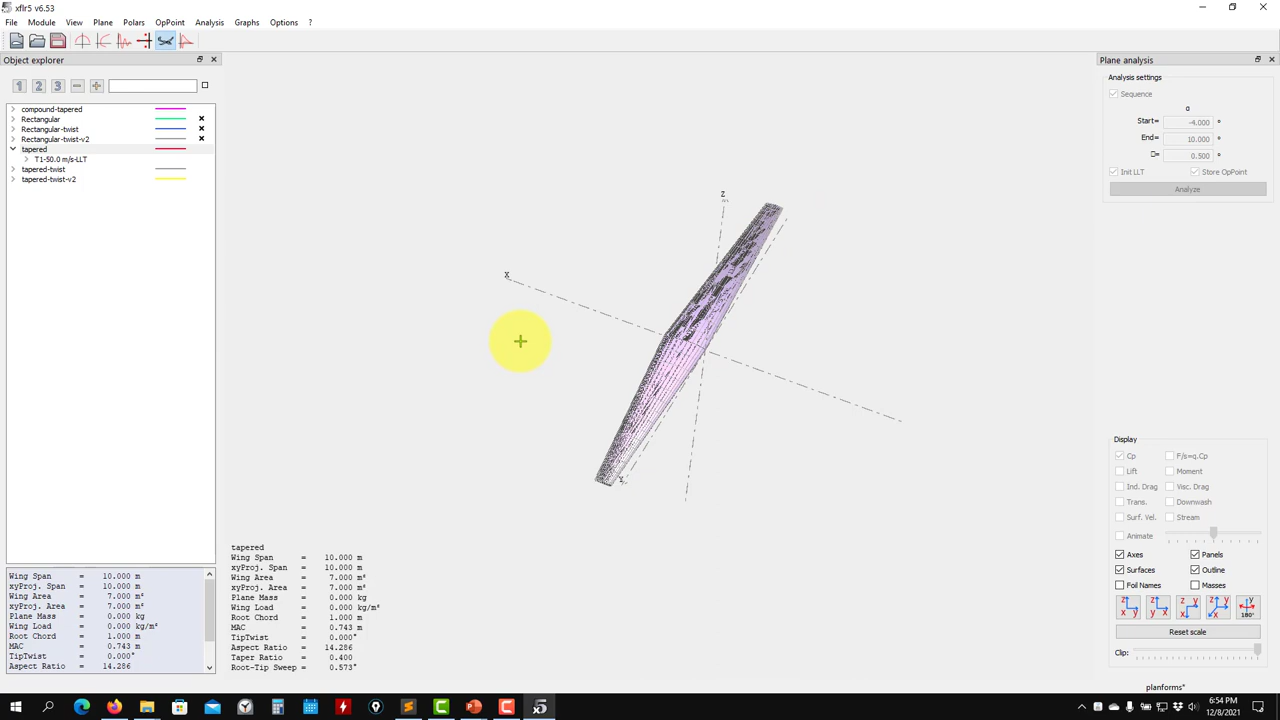 xflr5 v6.53
File Module View Plane Polars OpPoint Analysis Graphs Options ?
Object explorer
1 2 3
compound-tapered
Rectangular
Rectangular-twist
Rectangular-twist-v2
tapered
T1-50.0 m/s-LLT
tapered-twist
tapered-twist-v2
Wing Span = 10.000 m
xyProj. Span = 10.000 m
Wing Area = 7.000 m²
xyProj. Area = 7.000 m²
Plane Mass = 0.000 kg
Wing Load = 0.000 kg/m²
Root Chord = 1.000 m
MAC = 0.743 m
TipTwist = 0.000°
Aspect Ratio = 14.286
Z
X
Y
tapered
Wing Span = 10.000 m
xyProj. Span = 10.000 m
Wing Area = 7.000 m²
xyProj. Area = 7.000 m²
Plane Mass = 0.000 kg
Wing Load = 0.000 kg/m²
Root Chord = 1.000 m
MAC = 0.743 m
TipTwist = 0.000°
Aspect Ratio = 14.286
Taper Ratio = 0.400
Root-Tip Sweep = 0.573°
Plane analysis
Analysis settings
Sequence
α
Start= -4.000 °
End= 10.000 °
= 0.500 °
Init LLT Store OpPoint
Analyze
Display
Cp F/s=q.Cp
Lift Moment
Ind. Drag Visc. Drag
Trans. Downwash
Surf. Vel. Stream
Animate
Axes Panels
Surfaces Outline
Foil Names Masses
z x z y z y z x y y 180°
Reset scale
Clip:
planforms*
6:54 PM
12/8/2021